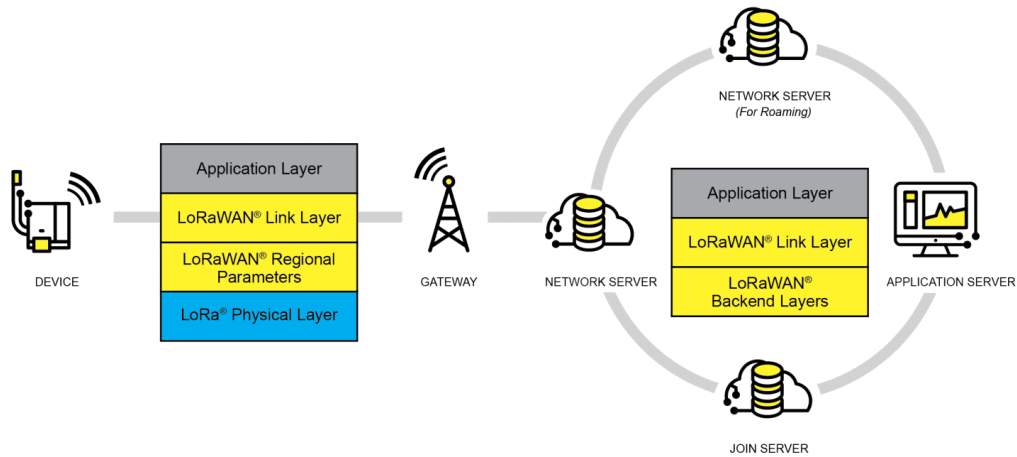 NETWORK SERVER
(For Roaming)
Application Layer
LoRaWAN® Link Layer
LoRaWAN® Regional
Parameters
LoRa® Physical Layer
Application Layer
LoRaWAN® Link Layer
LoRaWAN®
Backend Layers
DEVICE
GATEWAY
NETWORK SERVER
APPLICATION SERVER
JOIN SERVER